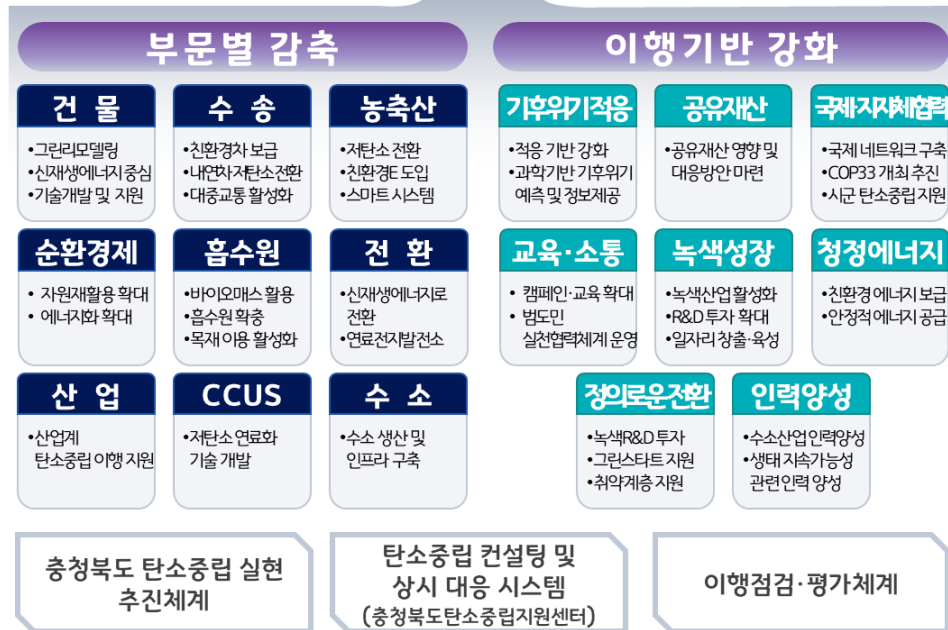 부문별 감축
건 물
•그린리모델링
•신재생에너지 중심
•기술개발 및 지원
수 송
•친환경차 보급
•내연차 저탄소 전환
•대중교통 활성화
농축산
•저탄소 전환
•친환경E 도입
•스마트 시스템
순환경제
• 자원재활용 확대
• 에너지화 확대
흡수원
•바이오매스 활용
•흡수원 확충
•목재 이용 활성화
전 환
•신재생에너지로
전환
•연료전지발전소
산 업
•산업계
탄소중립 이행 지원
CCUS
•저탄소 연료화
기술 개발
수 소
•수소 생산 및
인프라 구축
이행기반 강화
기후위기적응
•적응 기반 강화
•과학기반 기후위기
예측 및 정보제공
공유재산
•공유재산 영향 및
대응방안 마련
국제·지자체협력
•국제 네트워크 구축
•COP33 개최 추진
•시군 탄소중립 지원
교육·소통
• 캠페인·교육 확대
• 범도민
실천협력체계 운영
녹색성장
•녹색산업 활성화
•R&D 투자 확대
•일자리 창출·육성
청정에너지
•친환경 에너지 보급
•안정적 에너지 공급
정의로운 전환
•녹색R&D 투자
•그린스타트 지원
•취약계층 지원
인력양성
•수소산업 인력양성
•생태 지속가능성
관련 인력 양성
충청북도 탄소중립 실현
추진체계
탄소중립 컨설팅 및
상시 대응 시스템
(충청북도탄소중립지원센터)
이행점검·평가체계